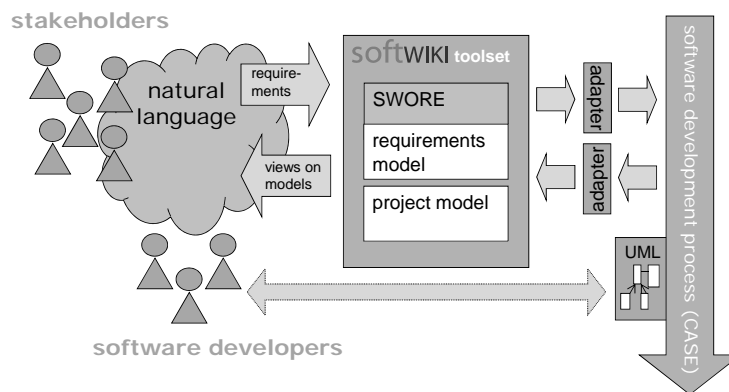 stakeholders
natural
language
require-
ments
views on
models
softWIKI toolset
SWORE
requirements
model
project model
adapter
adapter
UML
software development process (CASE)
software developers